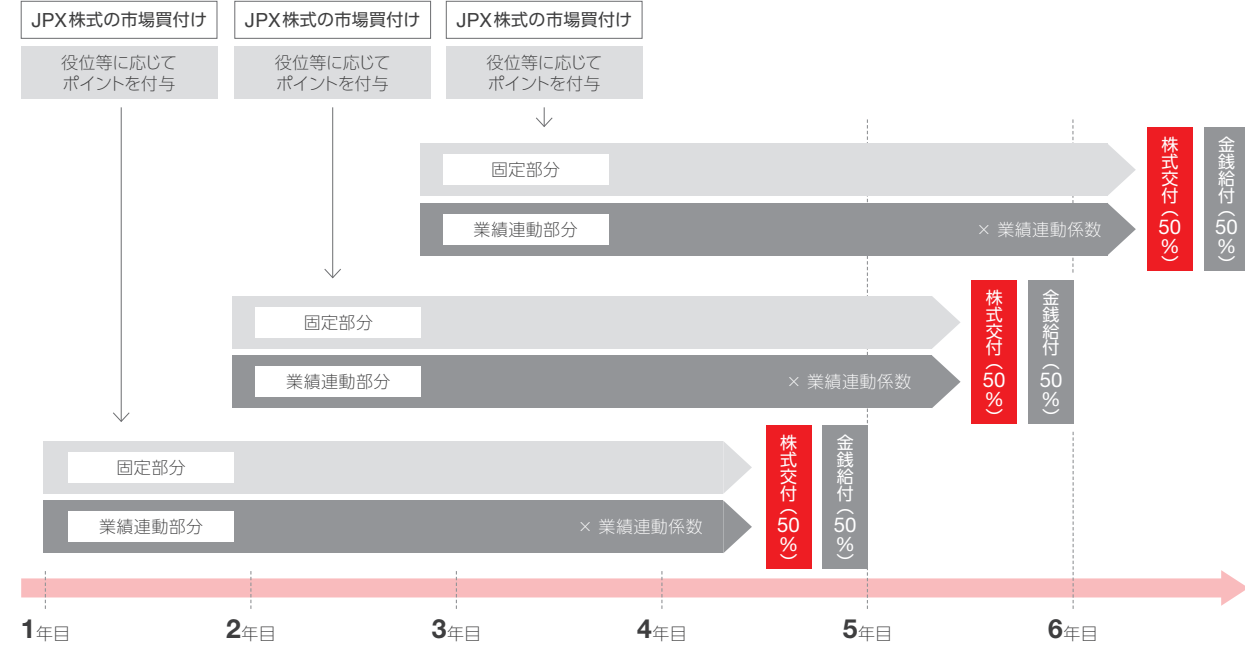 JPX株式の市場買付け
JPX株式の市場買付け
JPX株式の市場買付け
役位等に応じて
ポイントを付与
役位等に応じて
ポイントを付与
役位等に応じて
ポイントを付与
固定部分
業績連動部分
× 業績連動係数
株式交付（50%）
金銭給付（50%）
固定部分
業績連動部分
× 業績連動係数
株式交付（50%）
金銭給付（50%）
固定部分
業績連動部分
× 業績連動係数
株式交付（50%）
金銭給付（50%）
1年目
2年目
3年目
4年目
5年目
6年目